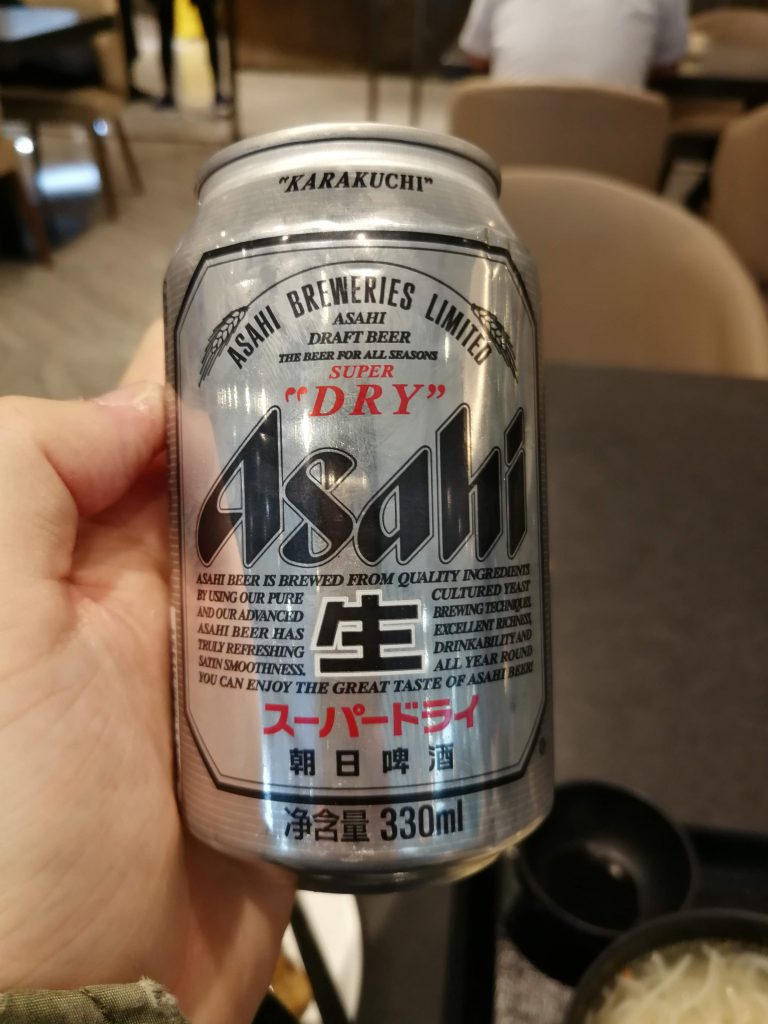 "KARAKUCHI"
ASAHI BREWERIES LIMITED
ASAHI
DRAFT BEER
THE BEER FOR ALL SEASONS
SUPER
"DRY"
Asahi
ASAHI BEER IS BREWED FROM QUALITY INGREDIENTS
BY USING OUR PURE CULTURED YEAST
AND OUR ADVANCED BREWING TECHNIQUES.
ASAHI BEER HAS EXCELLENT RICHNESS,
TRULY REFRESHING DRINKABILITY AND
SATIN SMOOTHNESS. ALL YEAR ROUND
生
YOU CAN ENJOY THE GREAT TASTE OF ASAHI BEER!
スーパードライ
朝日啤酒
净含量 330ml